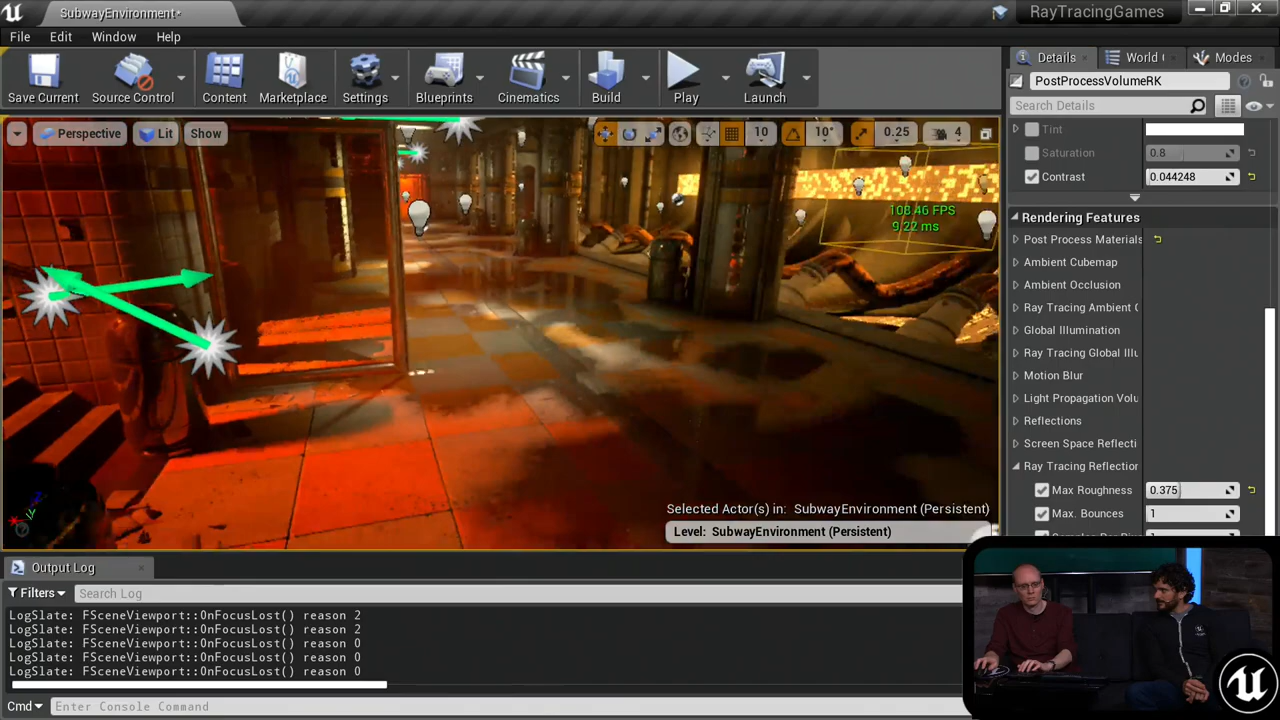 SubwayEnvironment*
RayTracingGames
File Edit Window Help
Details World Modes
Save Current Source Control Content Marketplace Settings Blueprints Cinematics Build Play Launch
PostProcessVolumeRK
Search Details
Perspective Lit Show 10 10° 0.25 4
Tint
Saturation 0.8
Contrast 0.044248
108.46 FPS
9.22 ms
Rendering Features
Post Process Materials
Ambient Cubemap
Ambient Occlusion
Ray Tracing Ambient
Global Illumination
Ray Tracing Global Illu
Motion Blur
Light Propagation Volu
Reflections
Screen Space Reflecti
Ray Tracing Reflection
Max Roughness 0.375
Max. Bounces 1
Selected Actor(s) in: SubwayEnvironment (Persistent)
Level: SubwayEnvironment (Persistent)
Output Log
Filters Search Log
LogSlate: FSceneViewport::OnFocusLost() reason 2
LogSlate: FSceneViewport::OnFocusLost() reason 2
LogSlate: FSceneViewport::OnFocusLost() reason 0
LogSlate: FSceneViewport::OnFocusLost() reason 0
LogSlate: FSceneViewport::OnFocusLost() reason 0
Cmd Enter Console Command